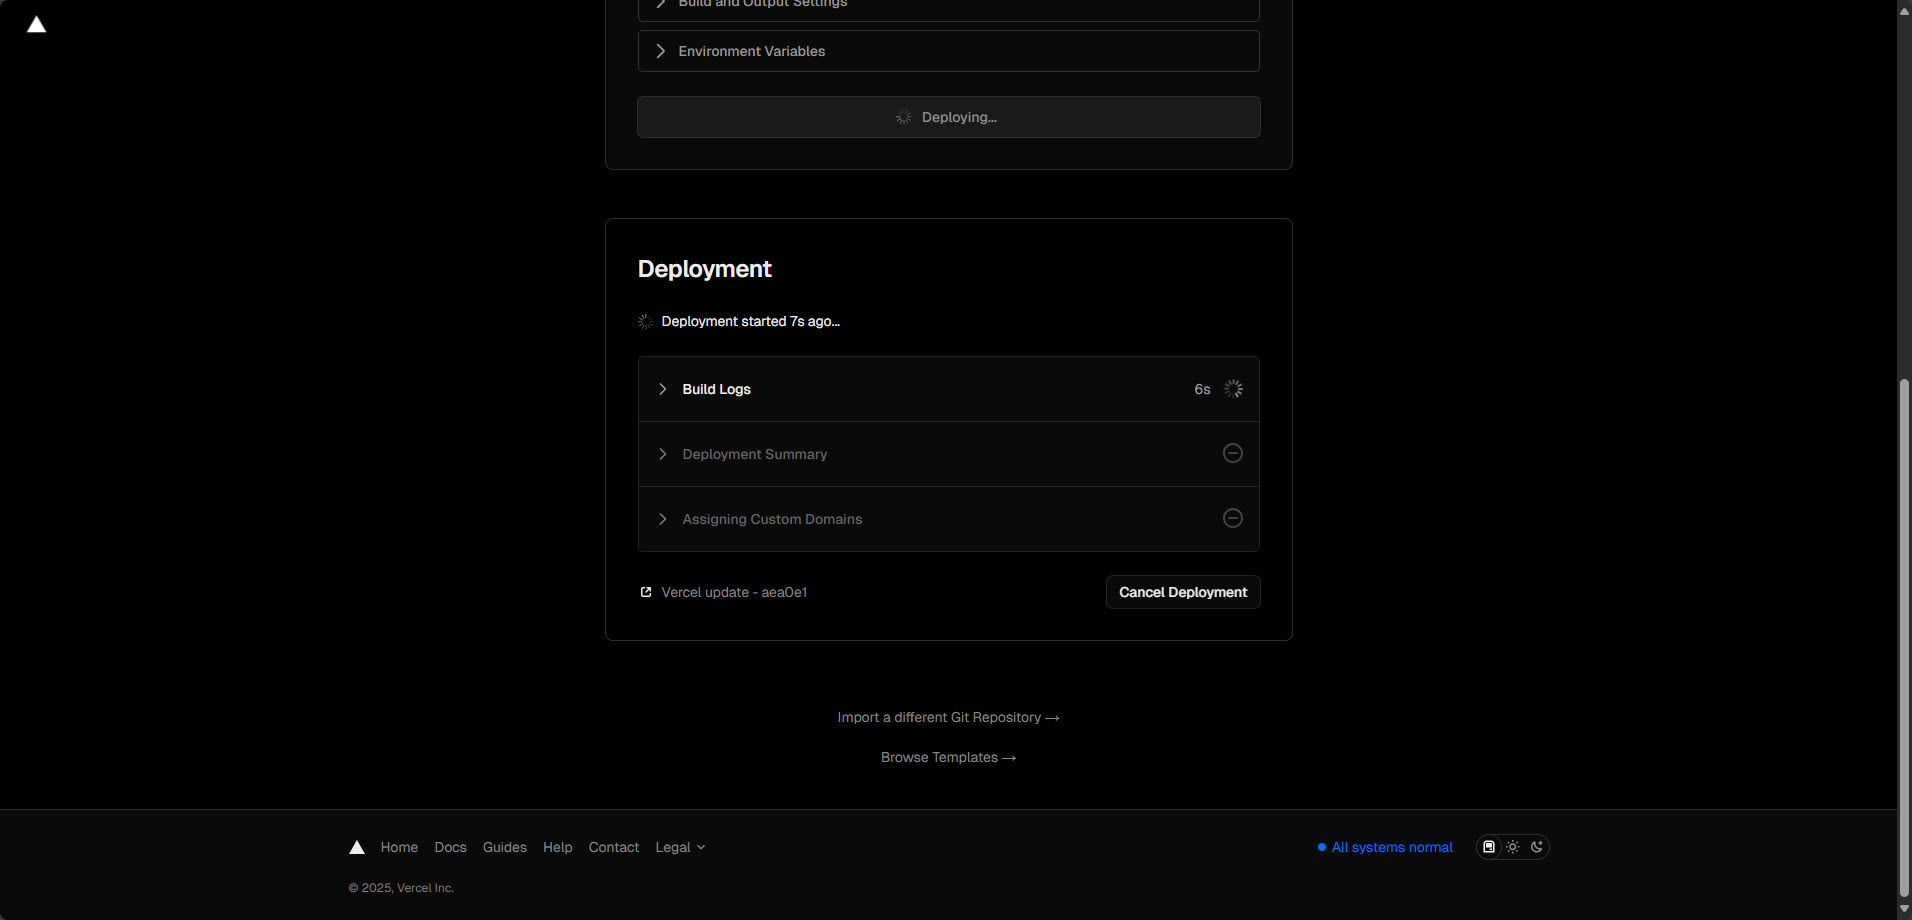 Build and Output Settings
Environment Variables
Deploying...
Deployment
Deployment started 7s ago...
Build Logs 6s
Deployment Summary
Assigning Custom Domains
Vercel update - aea0e1 Cancel Deployment
Import a different Git Repository →
Browse Templates →
Home Docs Guides Help Contact Legal All systems normal
© 2025, Vercel Inc.